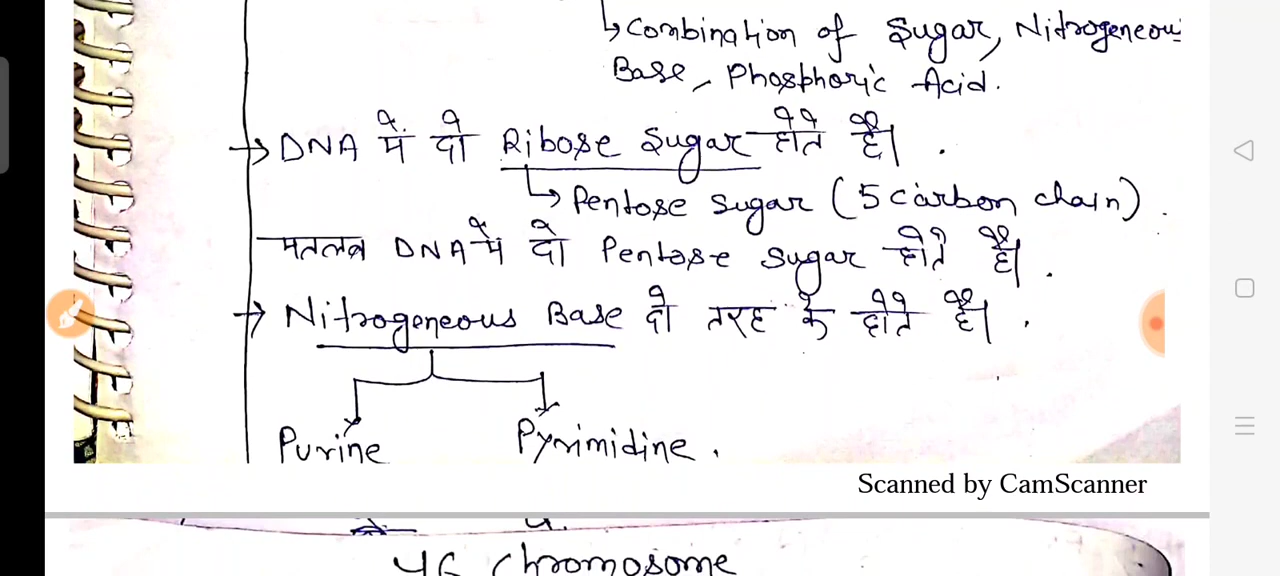 ↳ Combination of Sugar, Nitrogeneou
Base, Phosphoric Acid.
→ DNA में दो Ribose Sugar होते है।
↳ Pentose Sugar (5 carbon chain).
मतलब DNA में दो Pentose Sugar होते है।
→ Nitrogeneous Base दो तरह के होते है।
Purine Pyrimidine.
Scanned by CamScanner
46 chromosome